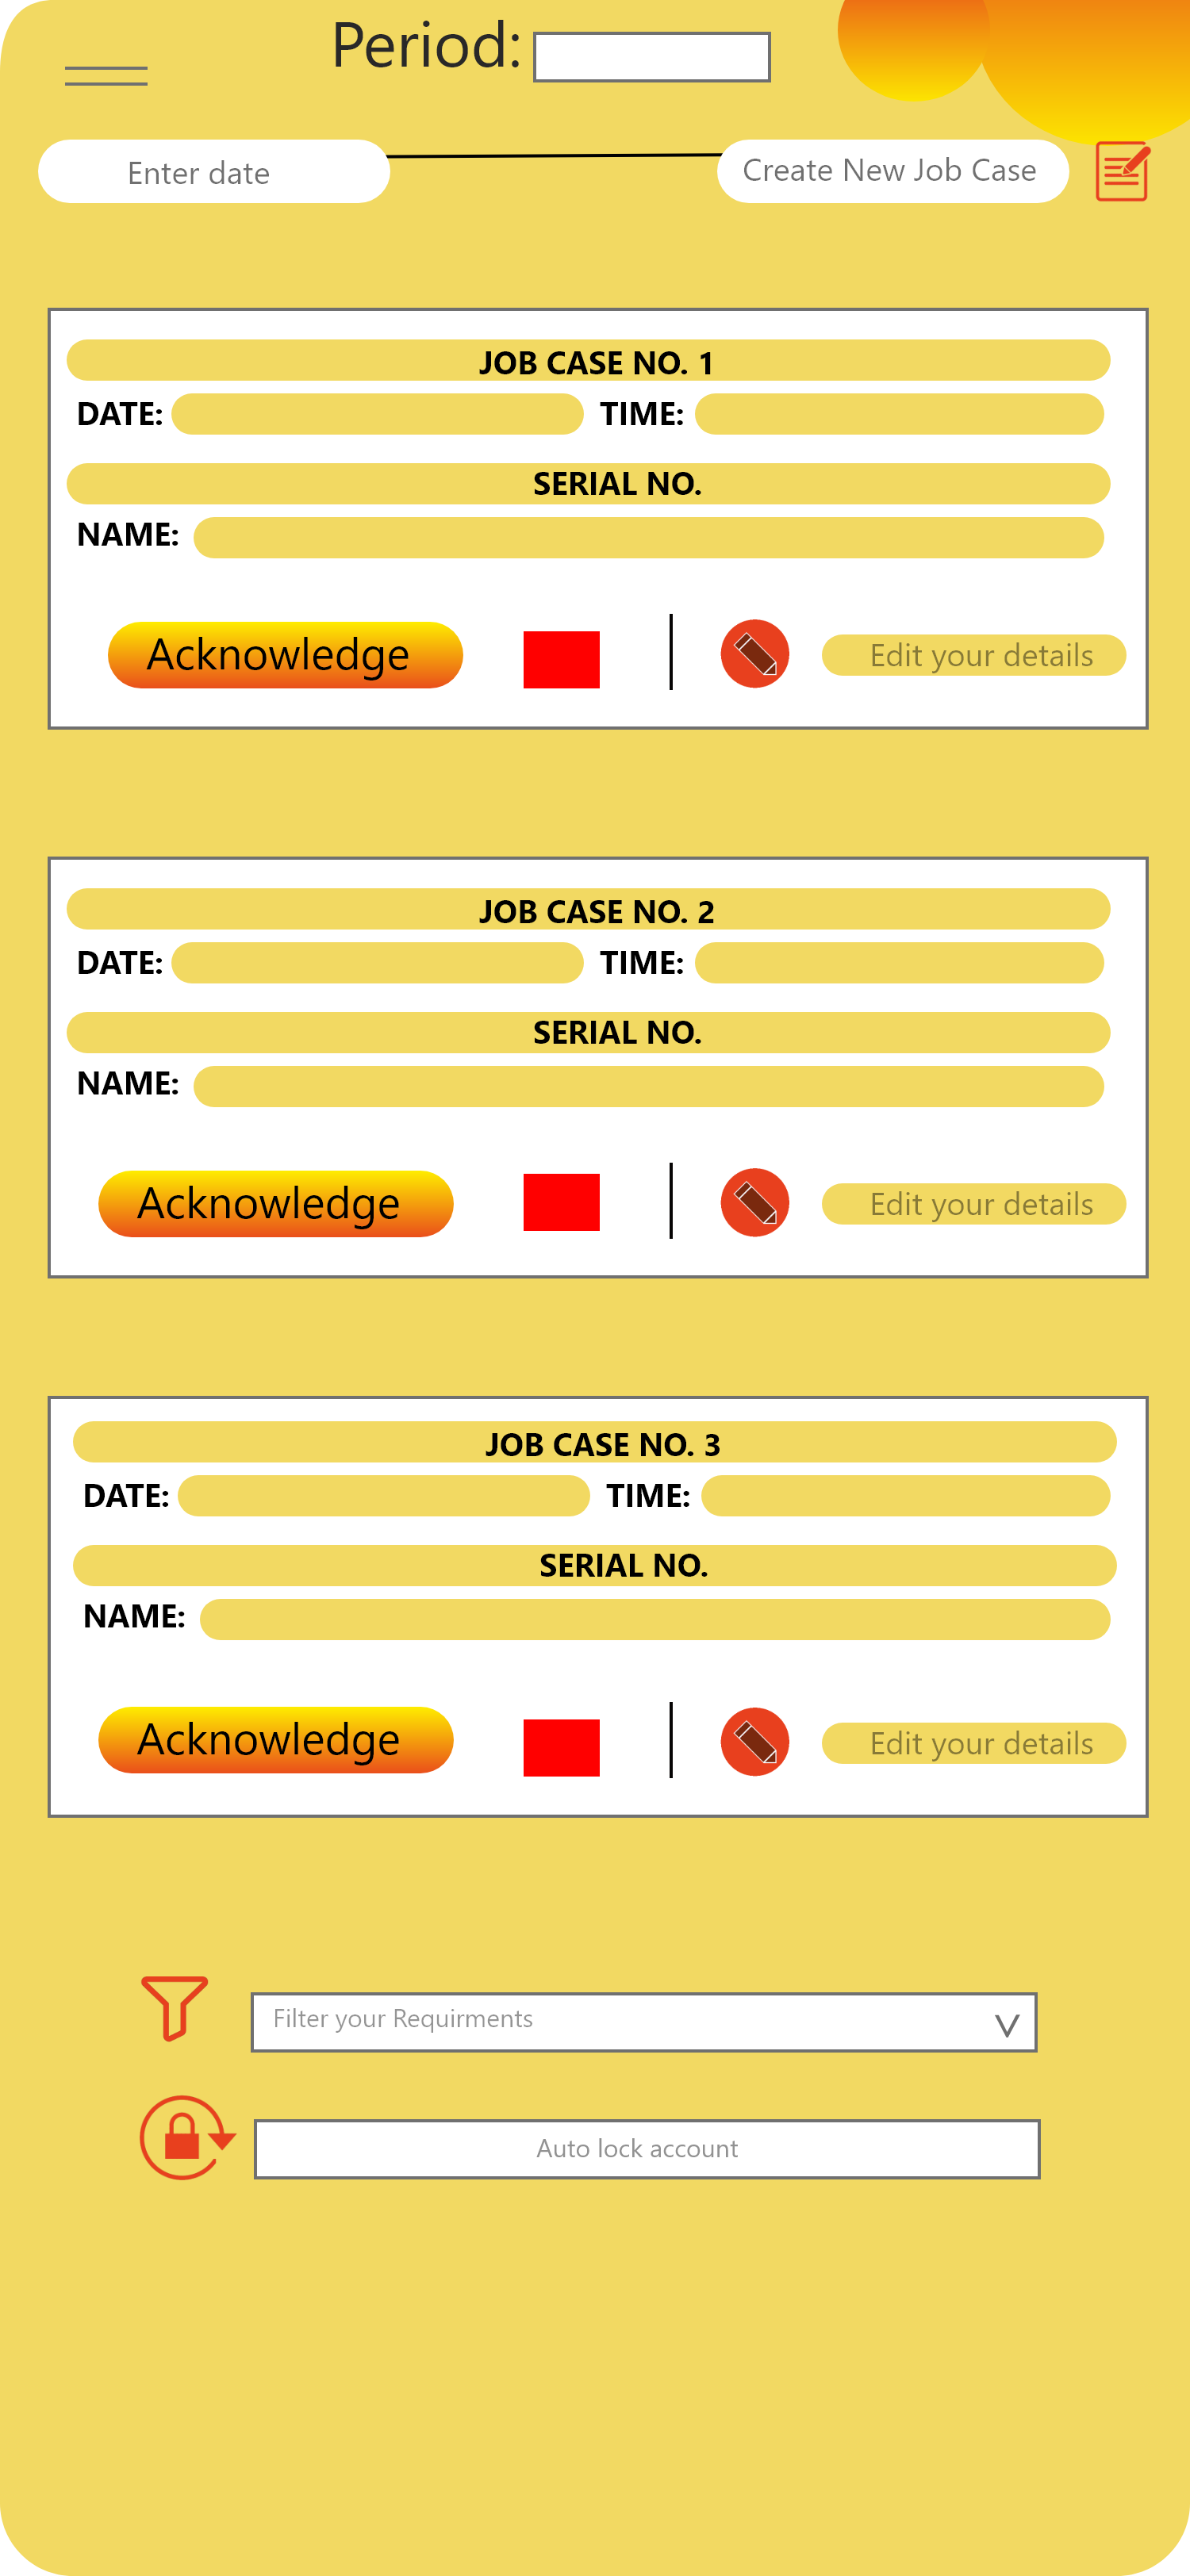 Period:
Enter date
Create New Job Case
JOB CASE NO. 1
DATE:
TIME:
SERIAL NO.
NAME:
Acknowledge
Edit your details
JOB CASE NO. 2
DATE:
TIME:
SERIAL NO.
NAME:
Acknowledge
Edit your details
JOB CASE NO. 3
DATE:
TIME:
SERIAL NO.
NAME:
Acknowledge
Edit your details
Filter your Requirments
Auto lock account